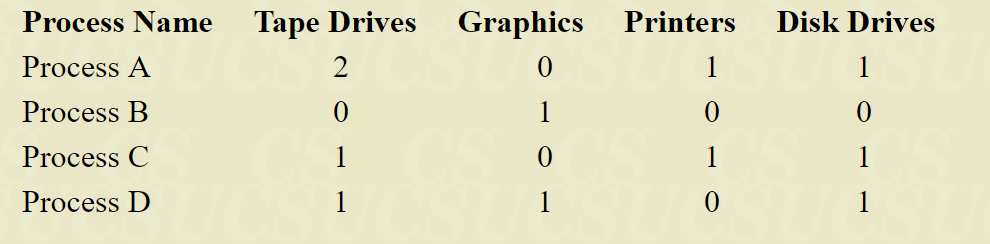 Process Name Tape Drives Graphics Printers Disk Drives
Process A 2 0 1 1
Process B 0 1 0 0
Process C 1 0 1 1
Process D 1 1 0 1